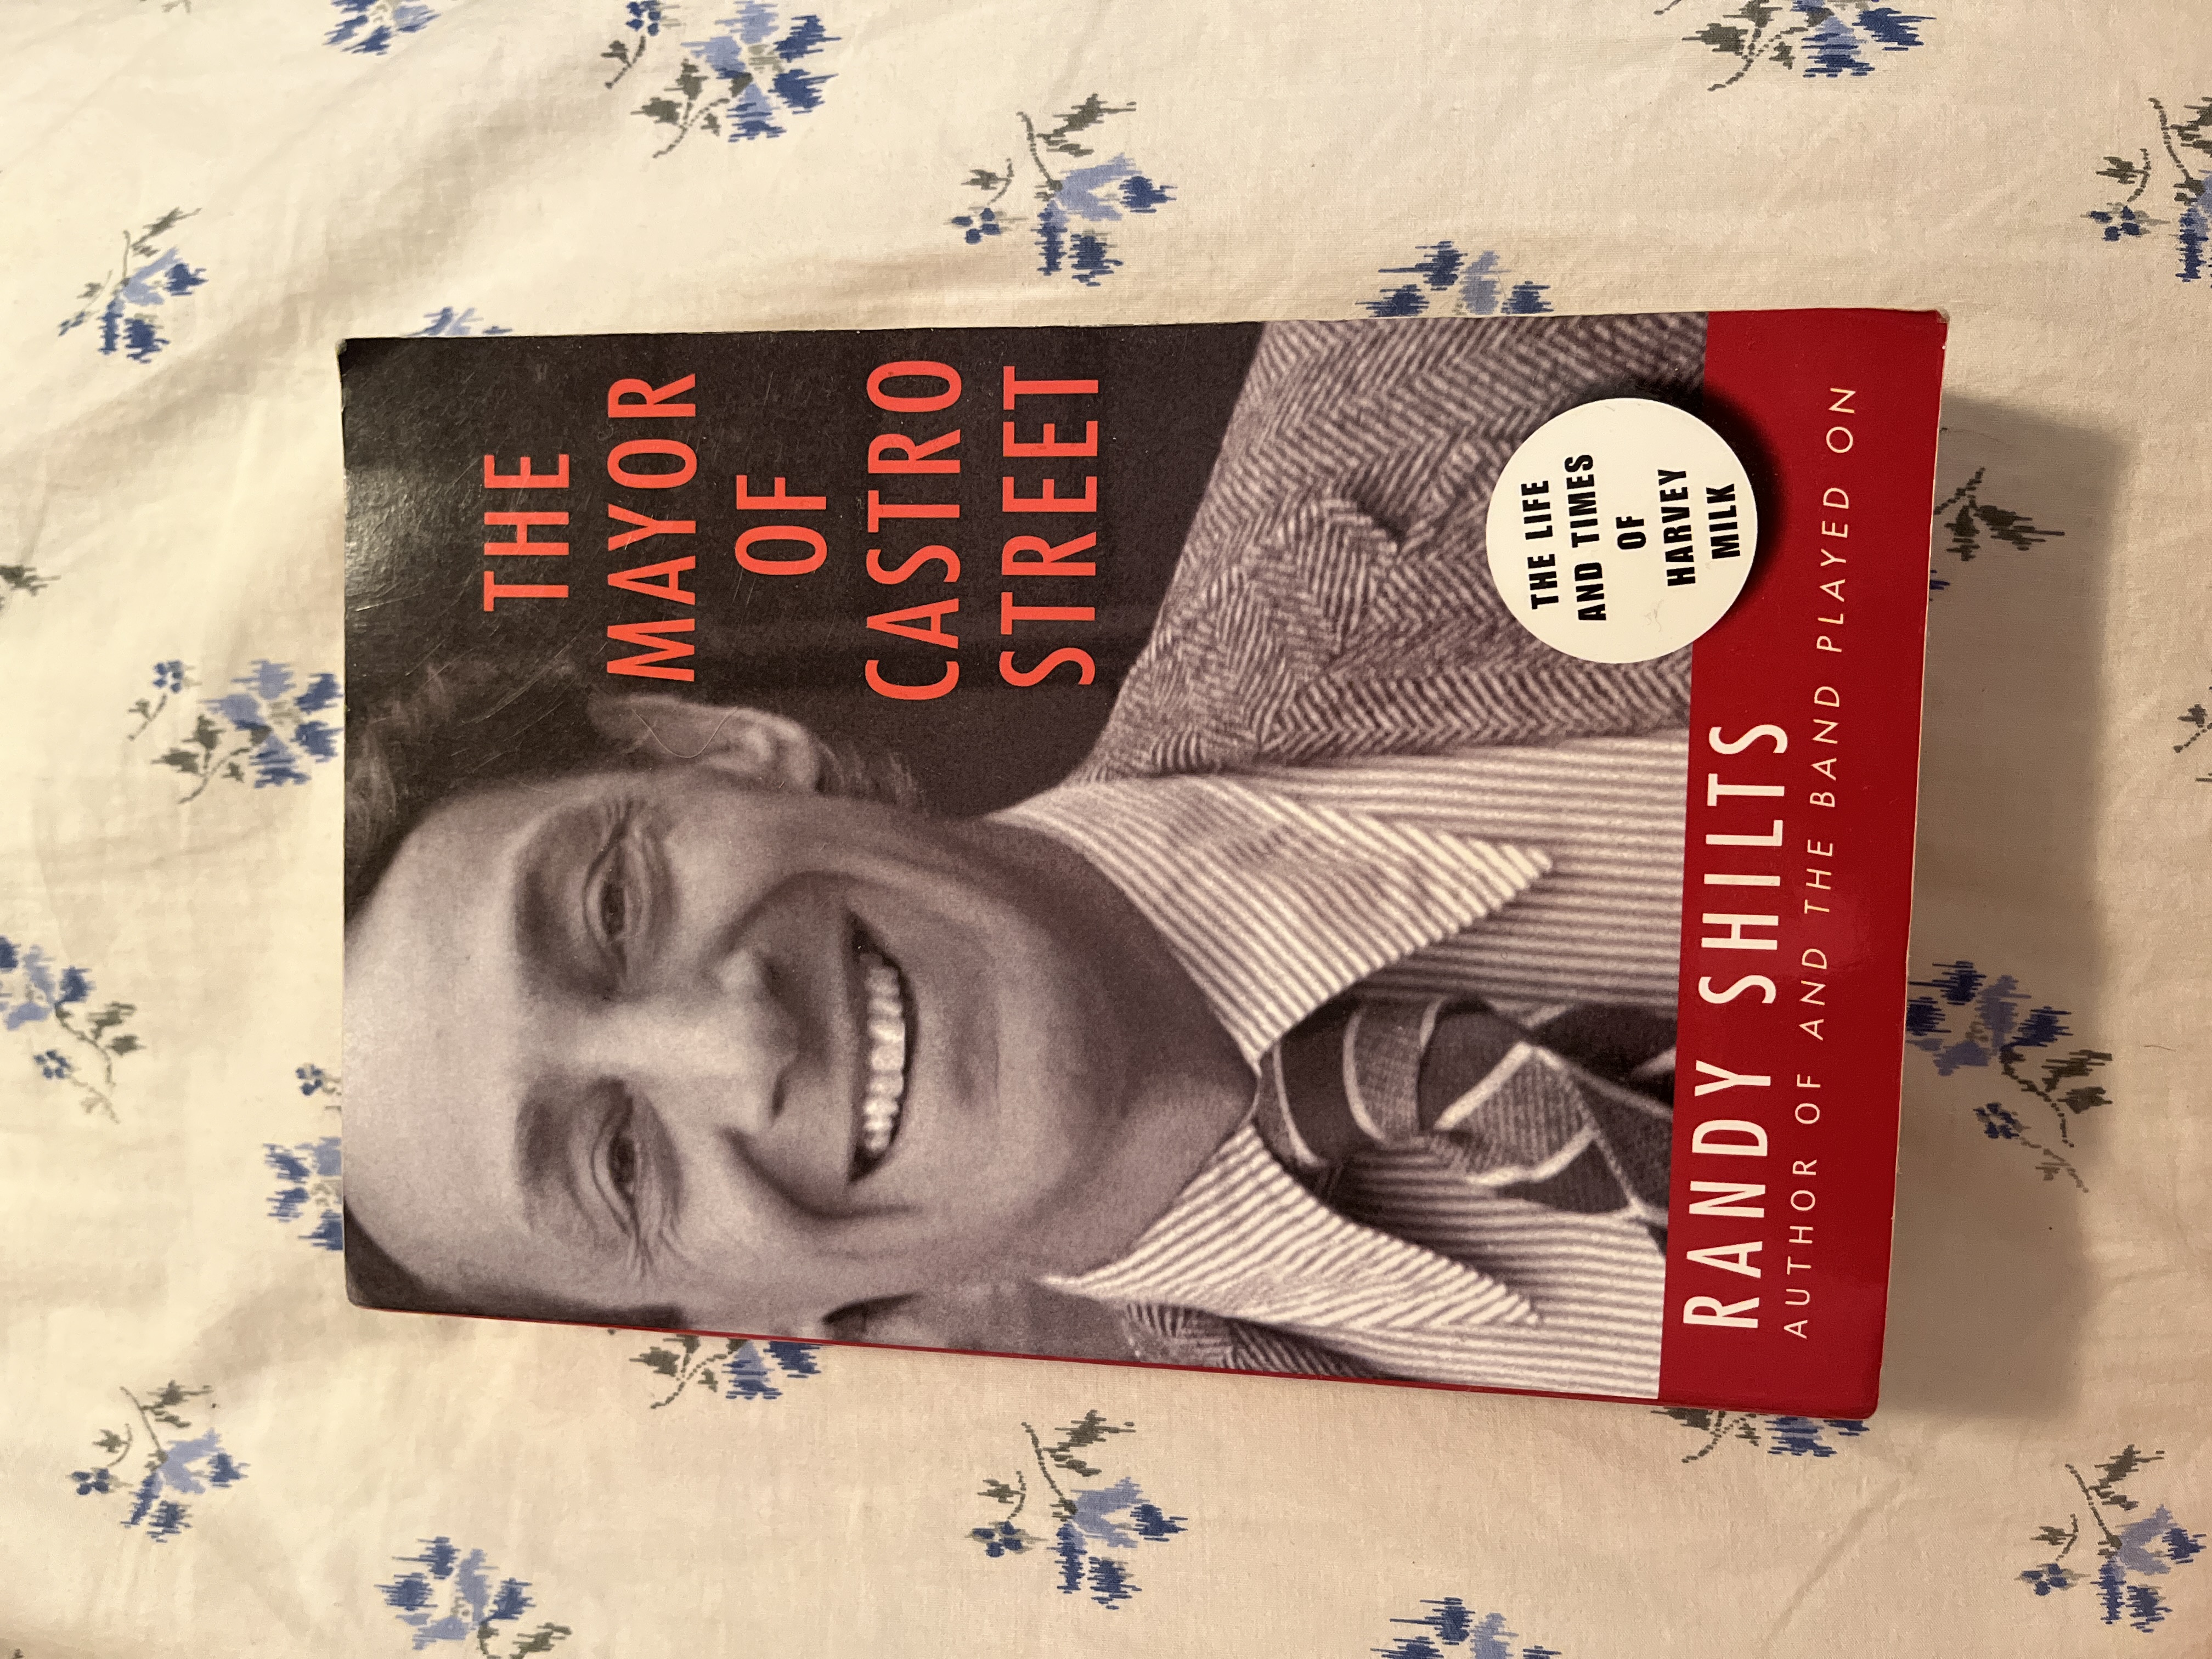 THE
MAYOR
OF
CASTRO
STREET
THE LIFE
AND TIMES
OF
HARVEY
MILK
RANDY SHILTS
AUTHOR OF AND THE BAND PLAYED ON